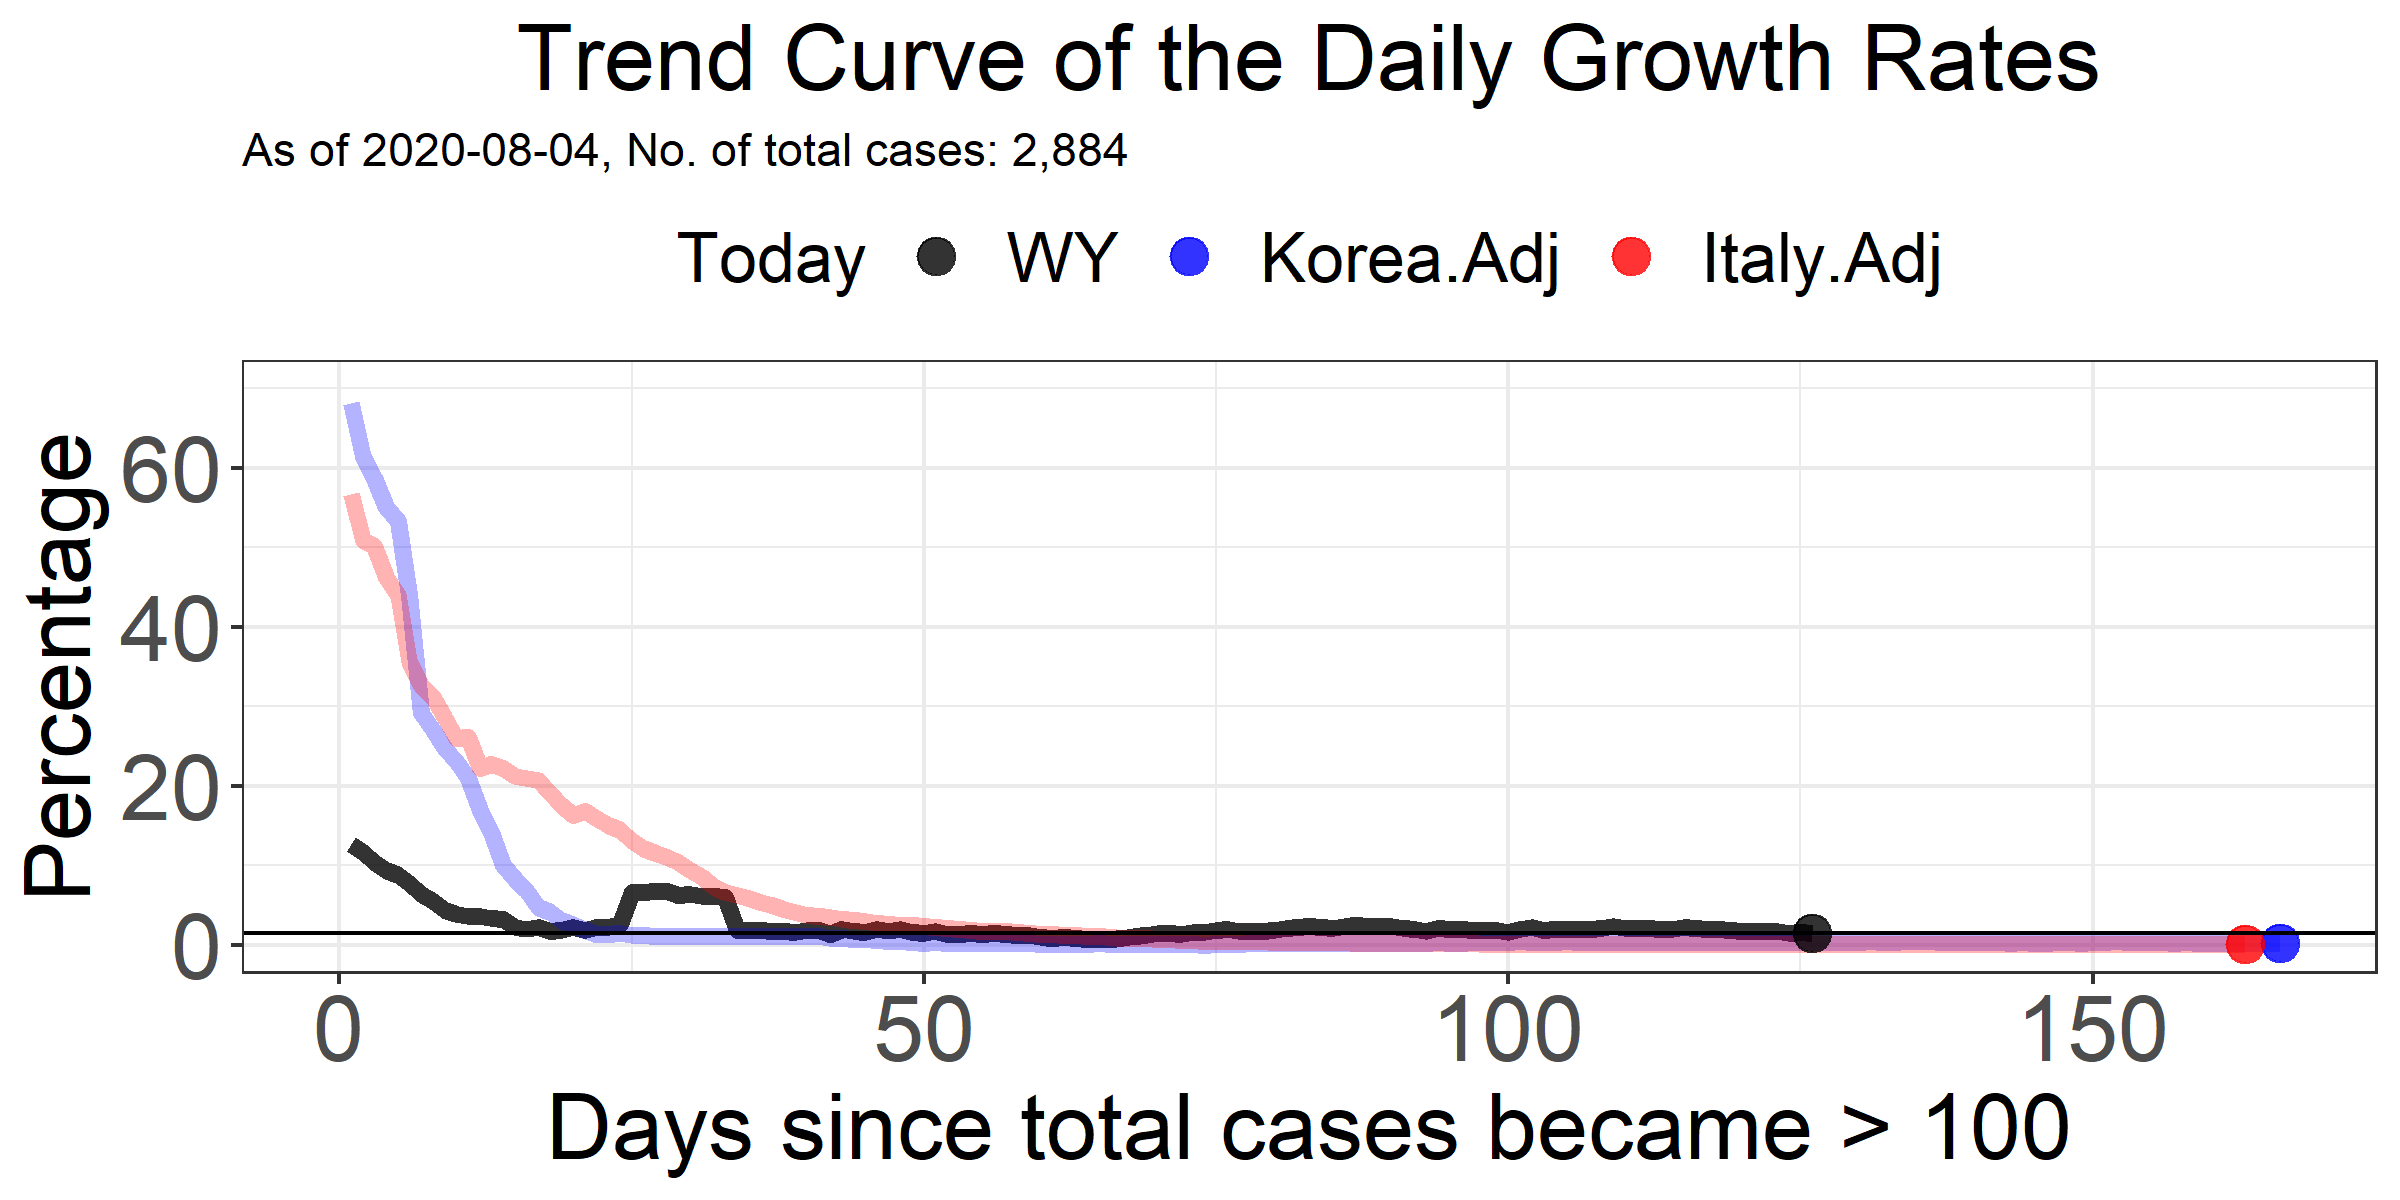 Trend Curve of the Daily Growth Rates
As of 2020-08-04, No. of total cases: 2,884
Today WY Korea.Adj Italy.Adj
Percentage
60
40
20
0
0 50 100 150
Days since total cases became > 100